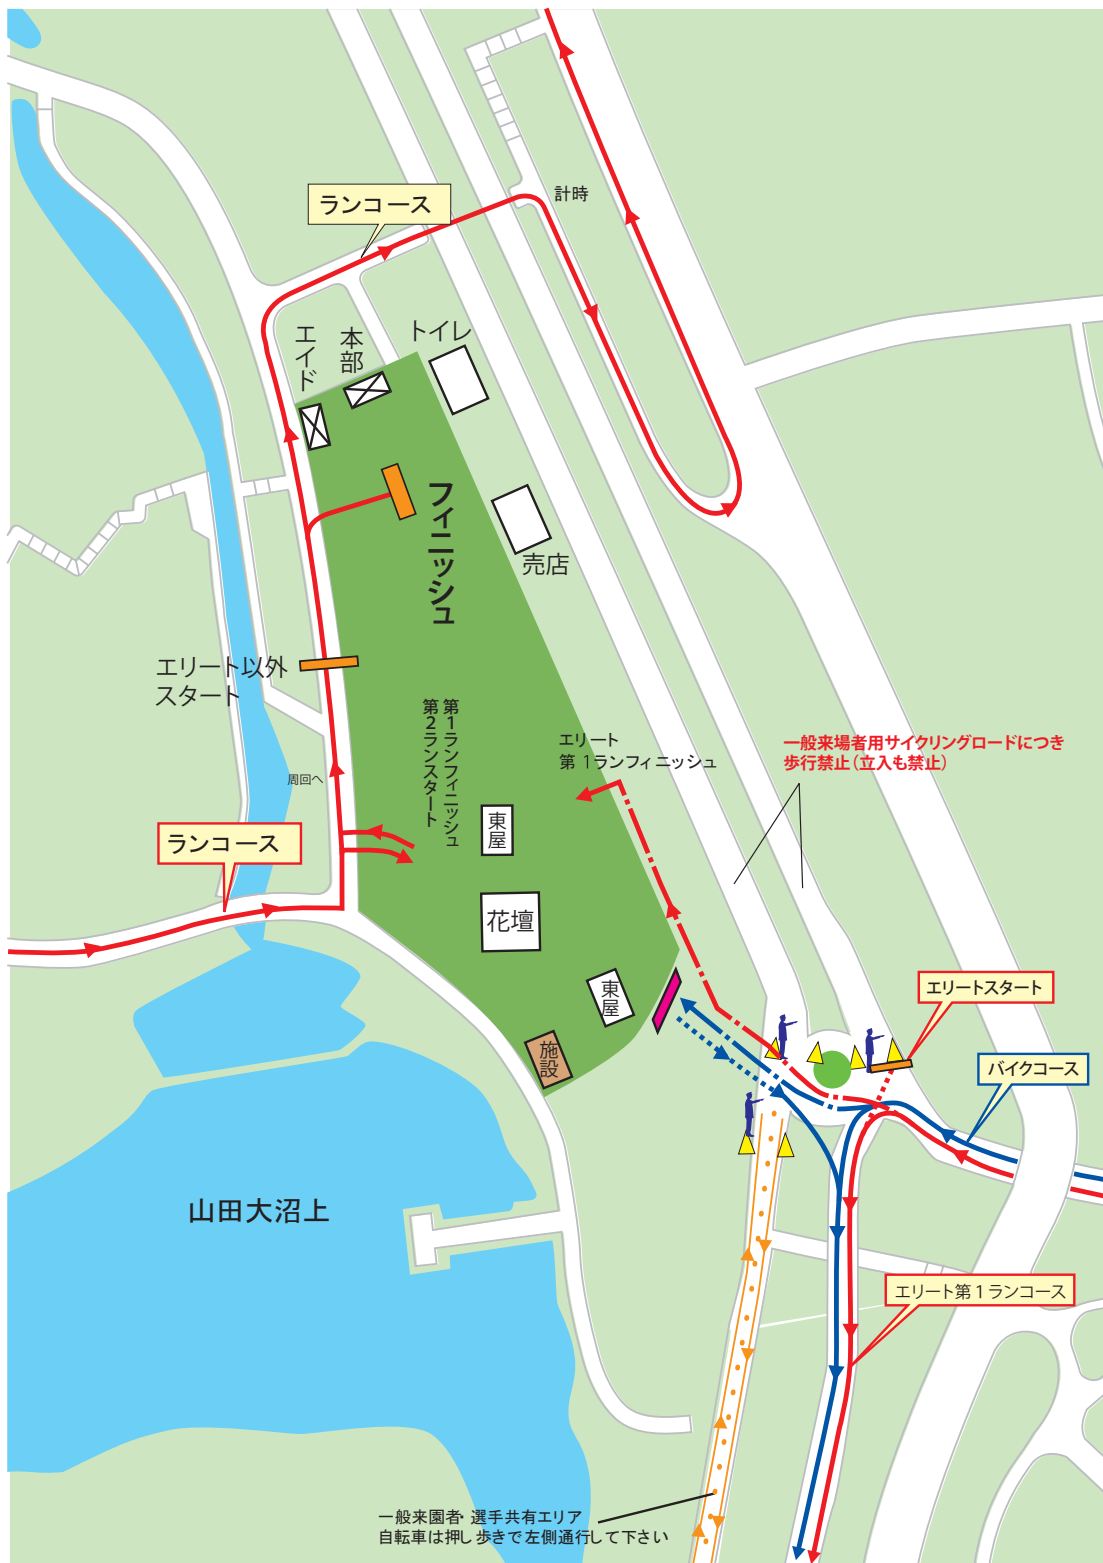 ランコース
計時
エイド
本部
トイレ
フィニッシュ
売店
エリート以外
スタート
第1ランフィニッシュ
第2ランスタート
エリート
第1ランフィニッシュ
一般来場者用サイクリングロードにつき
歩行禁止(立入も禁止)
周回へ
東屋
ランコース
花壇
東屋
エリートスタート
施設
バイクコース
山田大沼上
エリート第1ランコース
一般来園者・選手共有エリア
自転車は押し歩きで左側通行して下さい